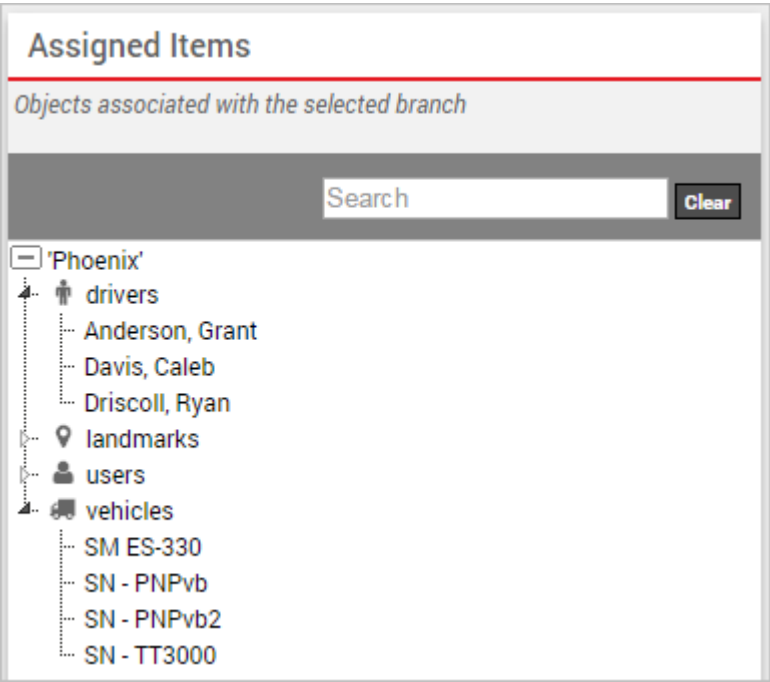 Assigned Items
Objects associated with the selected branch
Search
Clear
'Phoenix'
drivers
Anderson, Grant
Davis, Caleb
Driscoll, Ryan
landmarks
users
vehicles
SM ES-330
SN - PNPvb
SN - PNPvb2
SN - TT3000